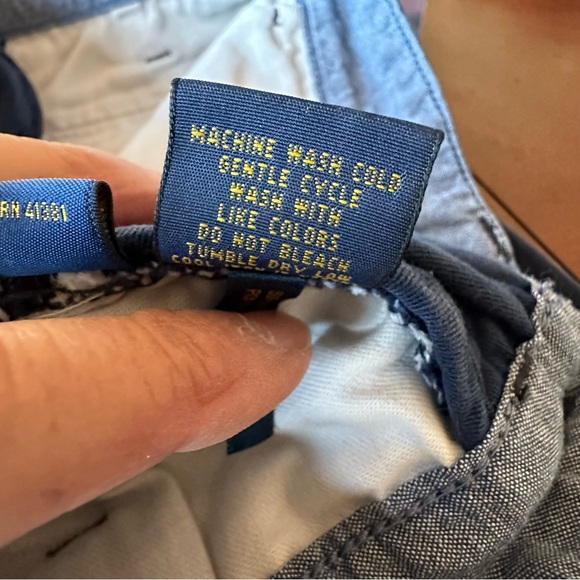 RN 41381
MACHINE WASH COLD
GENTLE CYCLE
WASH WITH
LIKE COLORS
DO NOT BLEACH
TUMBLE DRY LOW